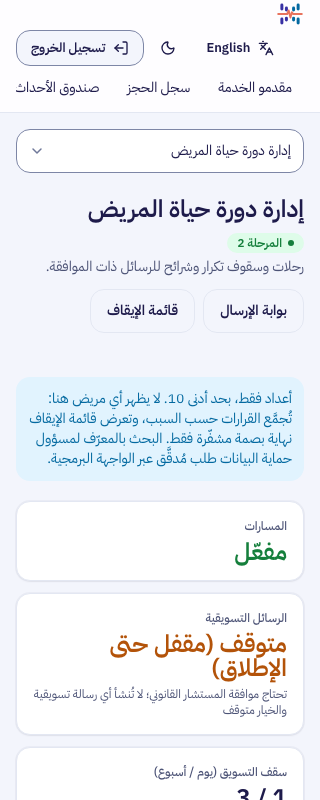 English
تسجيل الخروج
مقدمو الخدمة
سجل الحجز
صندوق الأحداث
إدارة دورة حياة المريض
إدارة دورة حياة المريض
المرحلة 2
رحلات وسقوف تكرار وشرائح للرسائل ذات الموافقة.
بوابة الإرسال
قائمة الإيقاف
أعداد فقط، بحد أدنى 10. لا يظهر أي مريض هنا:
تُجمَّع القرارات حسب السبب، وتعرض قائمة الإيقاف
نهاية بصمة مشفّرة فقط. البحث بالمعرّف لمسؤول
حماية البيانات طلب مُدقَّق عبر الواجهة البرمجية.
المسارات
مفعّل
الرسائل التسويقية
متوقف (مقفل حتى
الإطلاق)
تحتاج موافقة المستشار القانوني؛ لا تُنشأ أي رسالة تسويقية
والخيار متوقف
سقف التسويق (يوم / أسبوع)
1 / 3